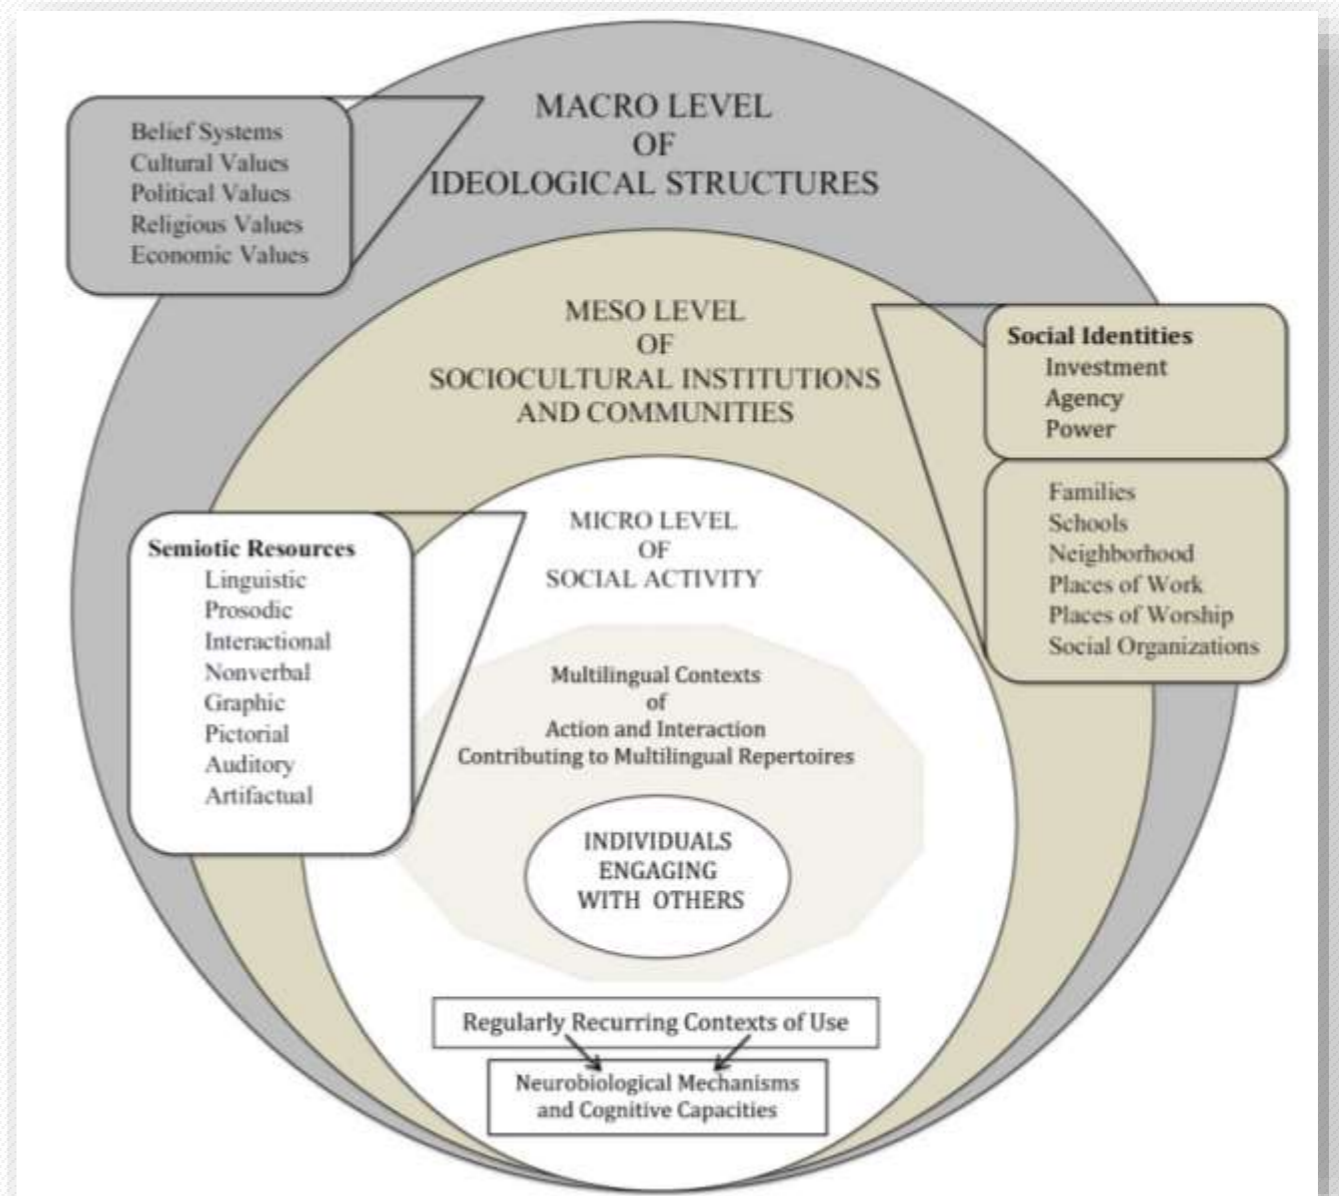 MACRO LEVEL
OF
IDEOLOGICAL STRUCTURES
Belief Systems
Cultural Values
Political Values
Religious Values
Economic Values
MESO LEVEL
OF
SOCIOCULTURAL INSTITUTIONS
AND COMMUNITIES
Social Identities
Investment
Agency
Power
Families
Schools
Neighborhood
Places of Work
Places of Worship
Social Organizations
MICRO LEVEL
OF
SOCIAL ACTIVITY
Semiotic Resources
Linguistic
Prosodic
Interactional
Nonverbal
Graphic
Pictorial
Auditory
Artifactual
Multilingual Contexts
of
Action and Interaction
Contributing to Multilingual Repertoires
INDIVIDUALS
ENGAGING
WITH OTHERS
Regularly Recurring Contexts of Use
Neurobiological Mechanisms
and Cognitive Capacities